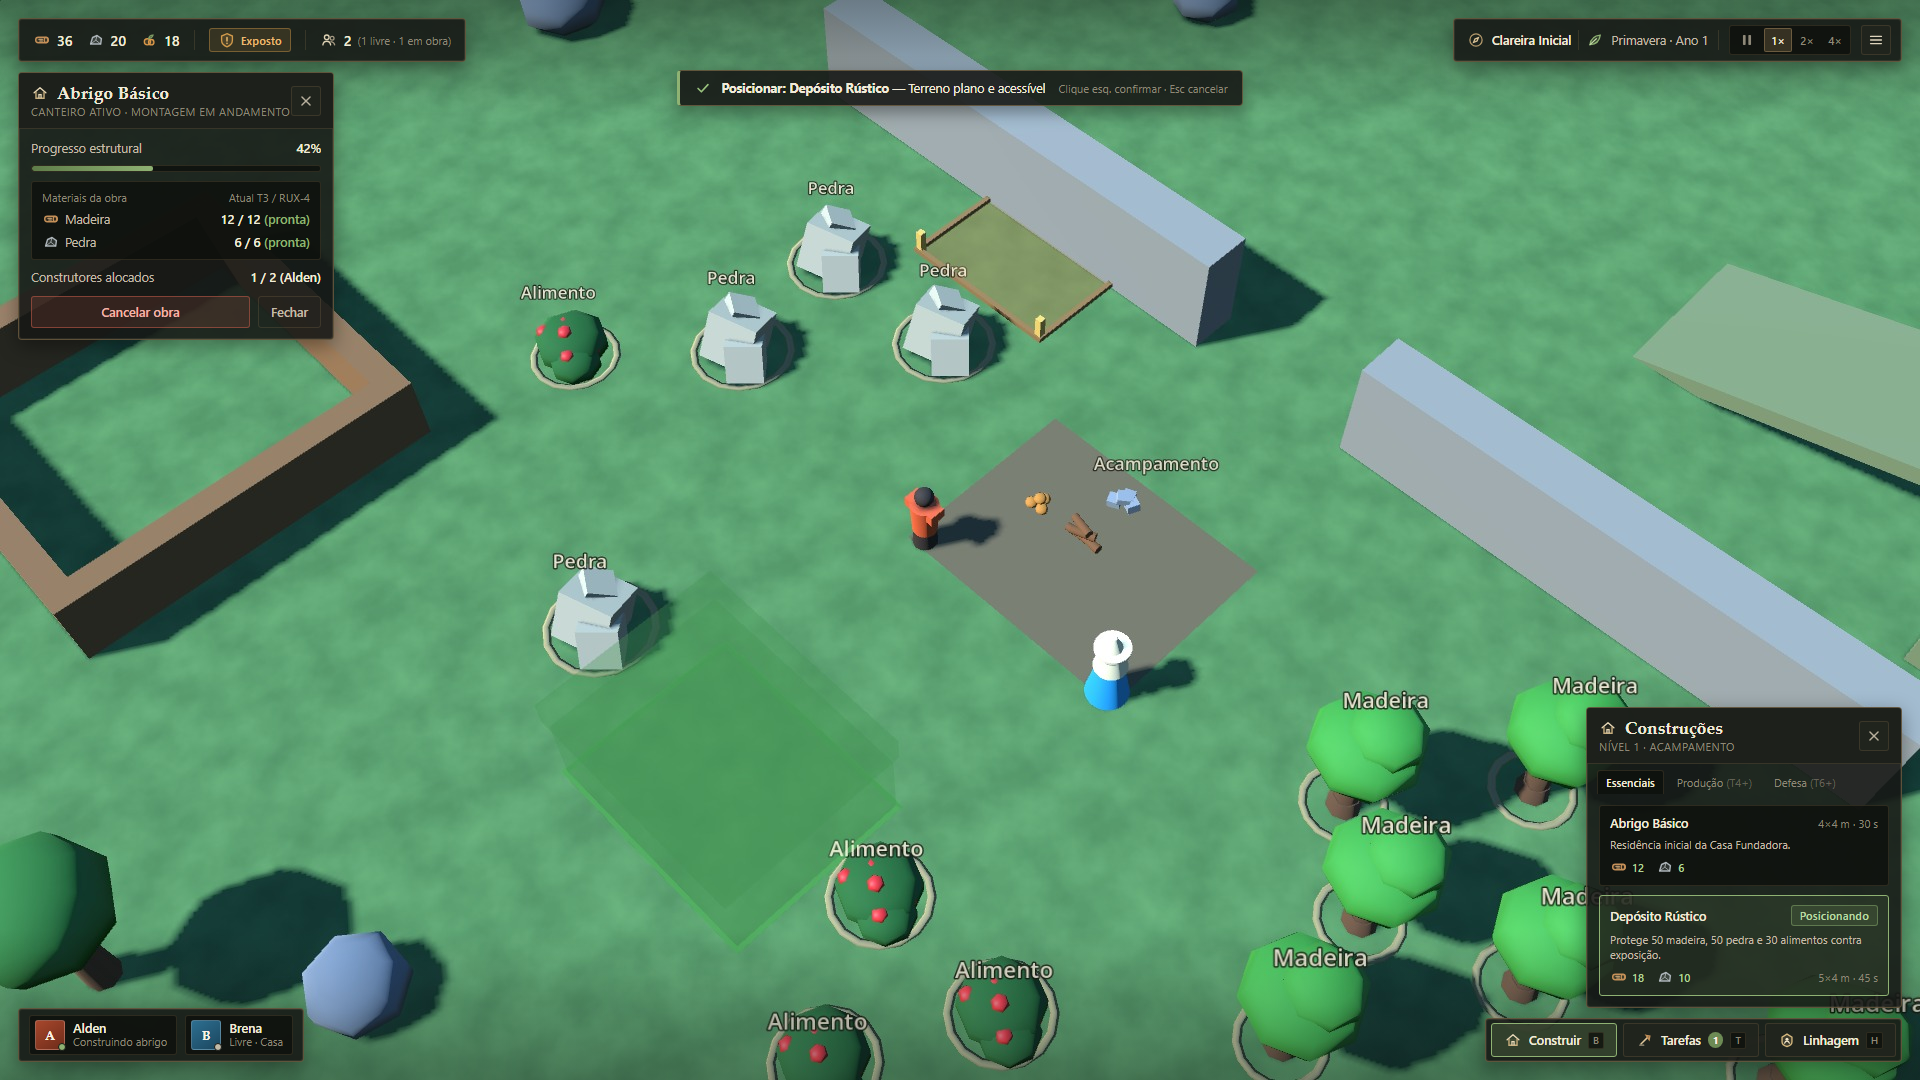 36 20 18 Exposto 2 (1 livre · 1 em obra)
Clareira Inicial Primavera · Ano 1 1× 2× 4×
Abrigo Básico
CANTEIRO ATIVO · MONTAGEM EM ANDAMENTO
Progresso estrutural 42%
Materiais da obra Atual T3 / RUX-4
Madeira 12 / 12 (pronta)
Pedra 6 / 6 (pronta)
Construtores alocados 1 / 2 (Alden)
Cancelar obra Fechar
Posicionar: Depósito Rústico — Terreno plano e acessível Clique esq. confirmar · Esc cancelar
Pedra
Pedra
Pedra
Alimento
Acampamento
Pedra
Madeira
Madeira
Madeira
Alimento
Madeira
Madeira
Alimento
Alimento
Madeira
Construções
NÍVEL 1 · ACAMPAMENTO
Essenciais Produção (T4+) Defesa (T6+)
Abrigo Básico 4×4 m · 30 s
Residência inicial da Casa Fundadora.
12 6
Depósito Rústico Posicionando
Protege 50 madeira, 50 pedra e 30 alimentos contra
exposição.
18 10 5×4 m · 45 s
A Alden
Construindo abrigo
B Brena
Livre · Casa
Construir B Tarefas 1 T Linhagem H